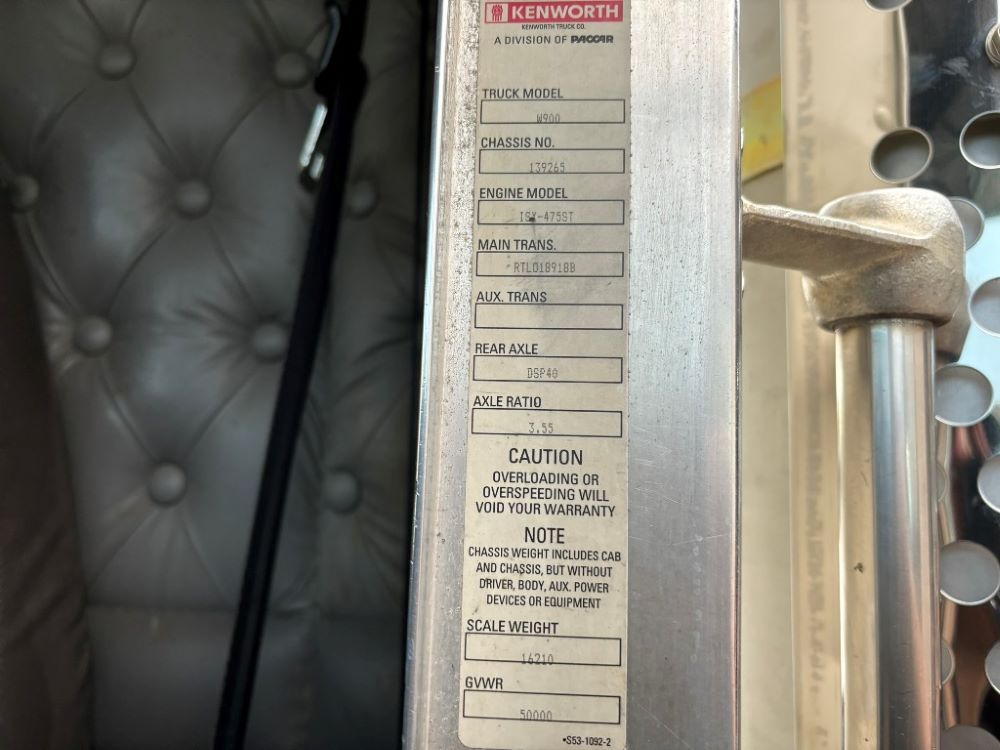 KENWORTH
KENWORTH TRUCK CO.
A DIVISION OF PACCAR
TRUCK MODEL
W900
CHASSIS NO.
139265
ENGINE MODEL
ISX-475ST
MAIN TRANS.
RTLO18918B
AUX. TRANS
REAR AXLE
DSP40
AXLE RATIO
3.55
CAUTION
OVERLOADING OR
OVERSPEEDING WILL
VOID YOUR WARRANTY
NOTE
CHASSIS WEIGHT INCLUDES CAB
AND CHASSIS, BUT WITHOUT
DRIVER, BODY, AUX. POWER
DEVICES OR EQUIPMENT
SCALE WEIGHT
16210
GVWR
50000
•S53-1092-2